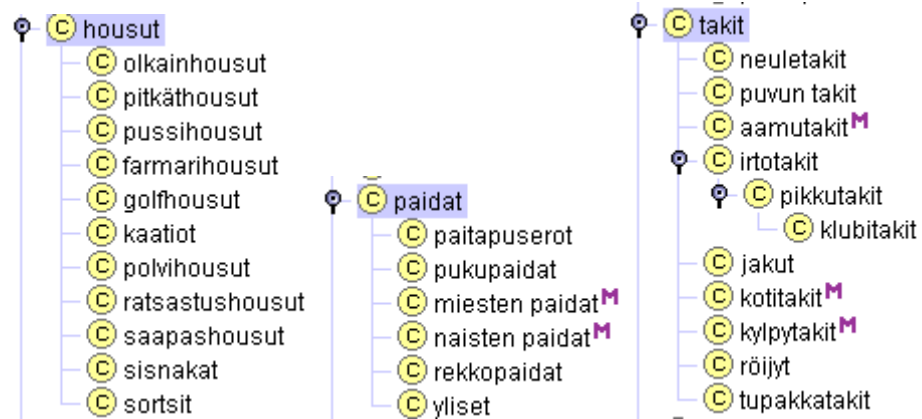 housut
olkainhousut
pitkäthousut
pussihousut
farmarihousut
golfhousut
kaatiot
polvihousut
ratsastushousut
saapashousut
sisnakat
sortsit
paidat
paitapuserot
pukupaidat
miesten paidat M
naisten paidat M
rekkopaidat
yliset
takit
neuletakit
puvun takit
aamutakit M
irtotakit
pikkutakit
klubitakit
jakut
kotitakit M
kylpytakit M
röijyt
tupakkatakit